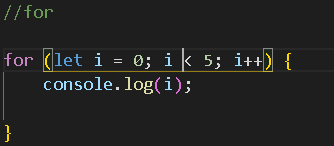 //for
for (let i = 0; i < 5; i++) {
    console.log(i);
}